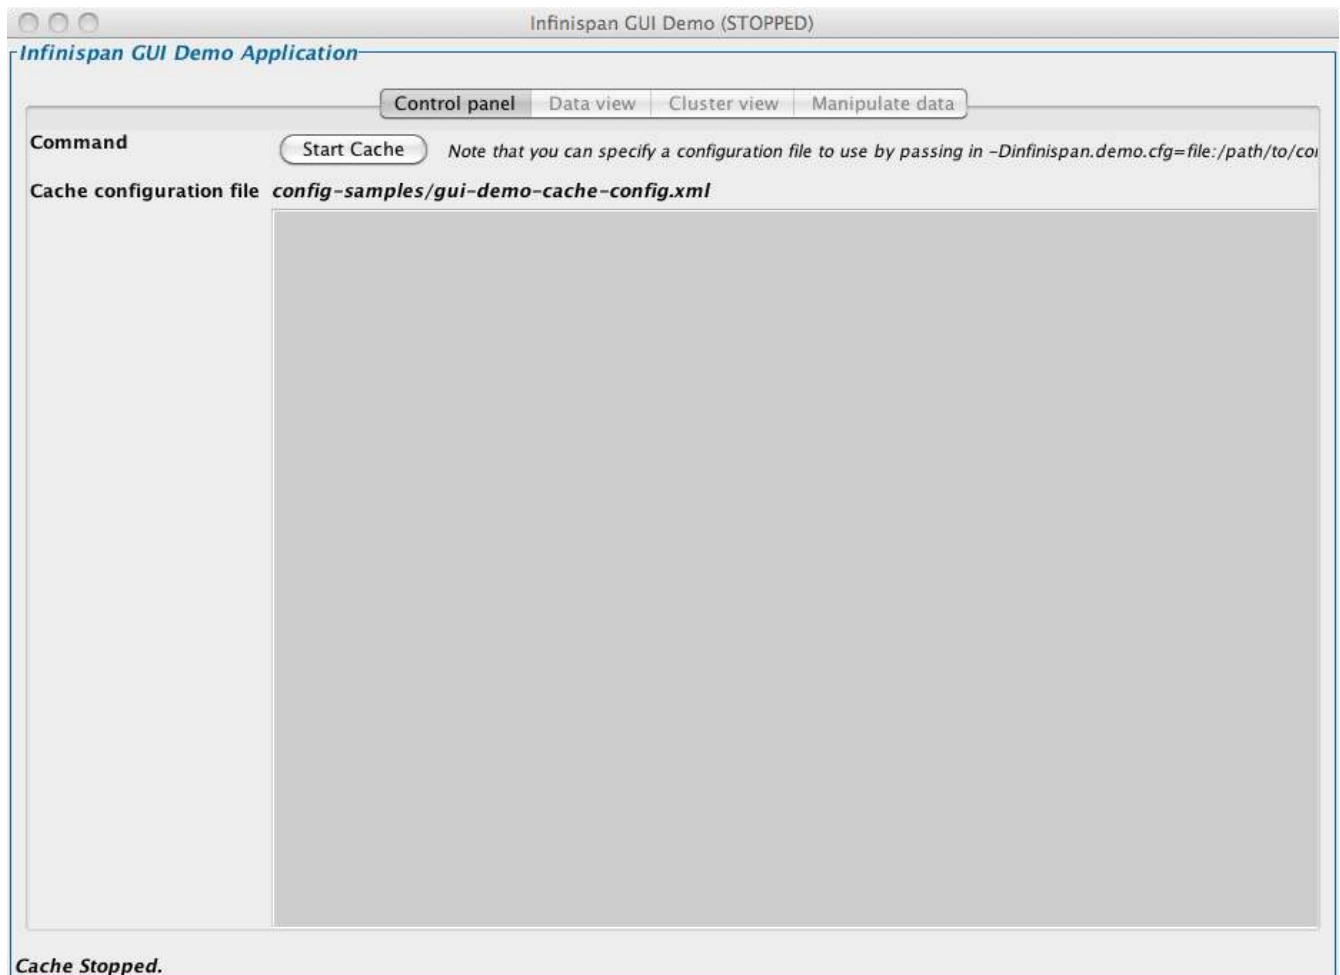 Infinispan GUI Demo (STOPPED)
Infinispan GUI Demo Application
Control panel Data view Cluster view Manipulate data
Command Start Cache Note that you can specify a configuration file to use by passing in -Dinfinispan.demo.cfg=file:/path/to/
Cache configuration file config-samples/gui-demo-cache-config.xml
Cache Stopped.